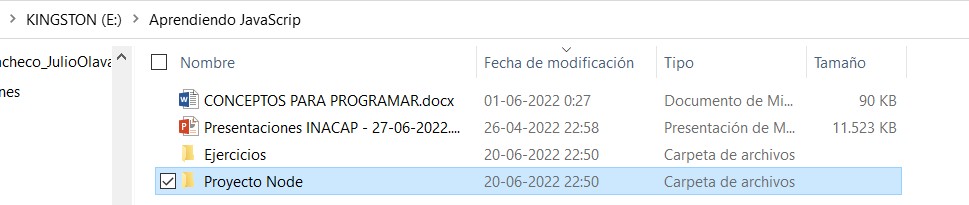 KINGSTON (E:) > Aprendiendo JavaScrip
acheco_JulioOlava
nes
Nombre Fecha de modificación Tipo Tamaño
CONCEPTOS PARA PROGRAMAR.docx 01-06-2022 0:27 Documento de Mi... 90 KB
Presentaciones INACAP - 27-06-2022.... 26-04-2022 22:58 Presentación de M... 11.523 KB
Ejercicios 20-06-2022 22:50 Carpeta de archivos
Proyecto Node 20-06-2022 22:50 Carpeta de archivos